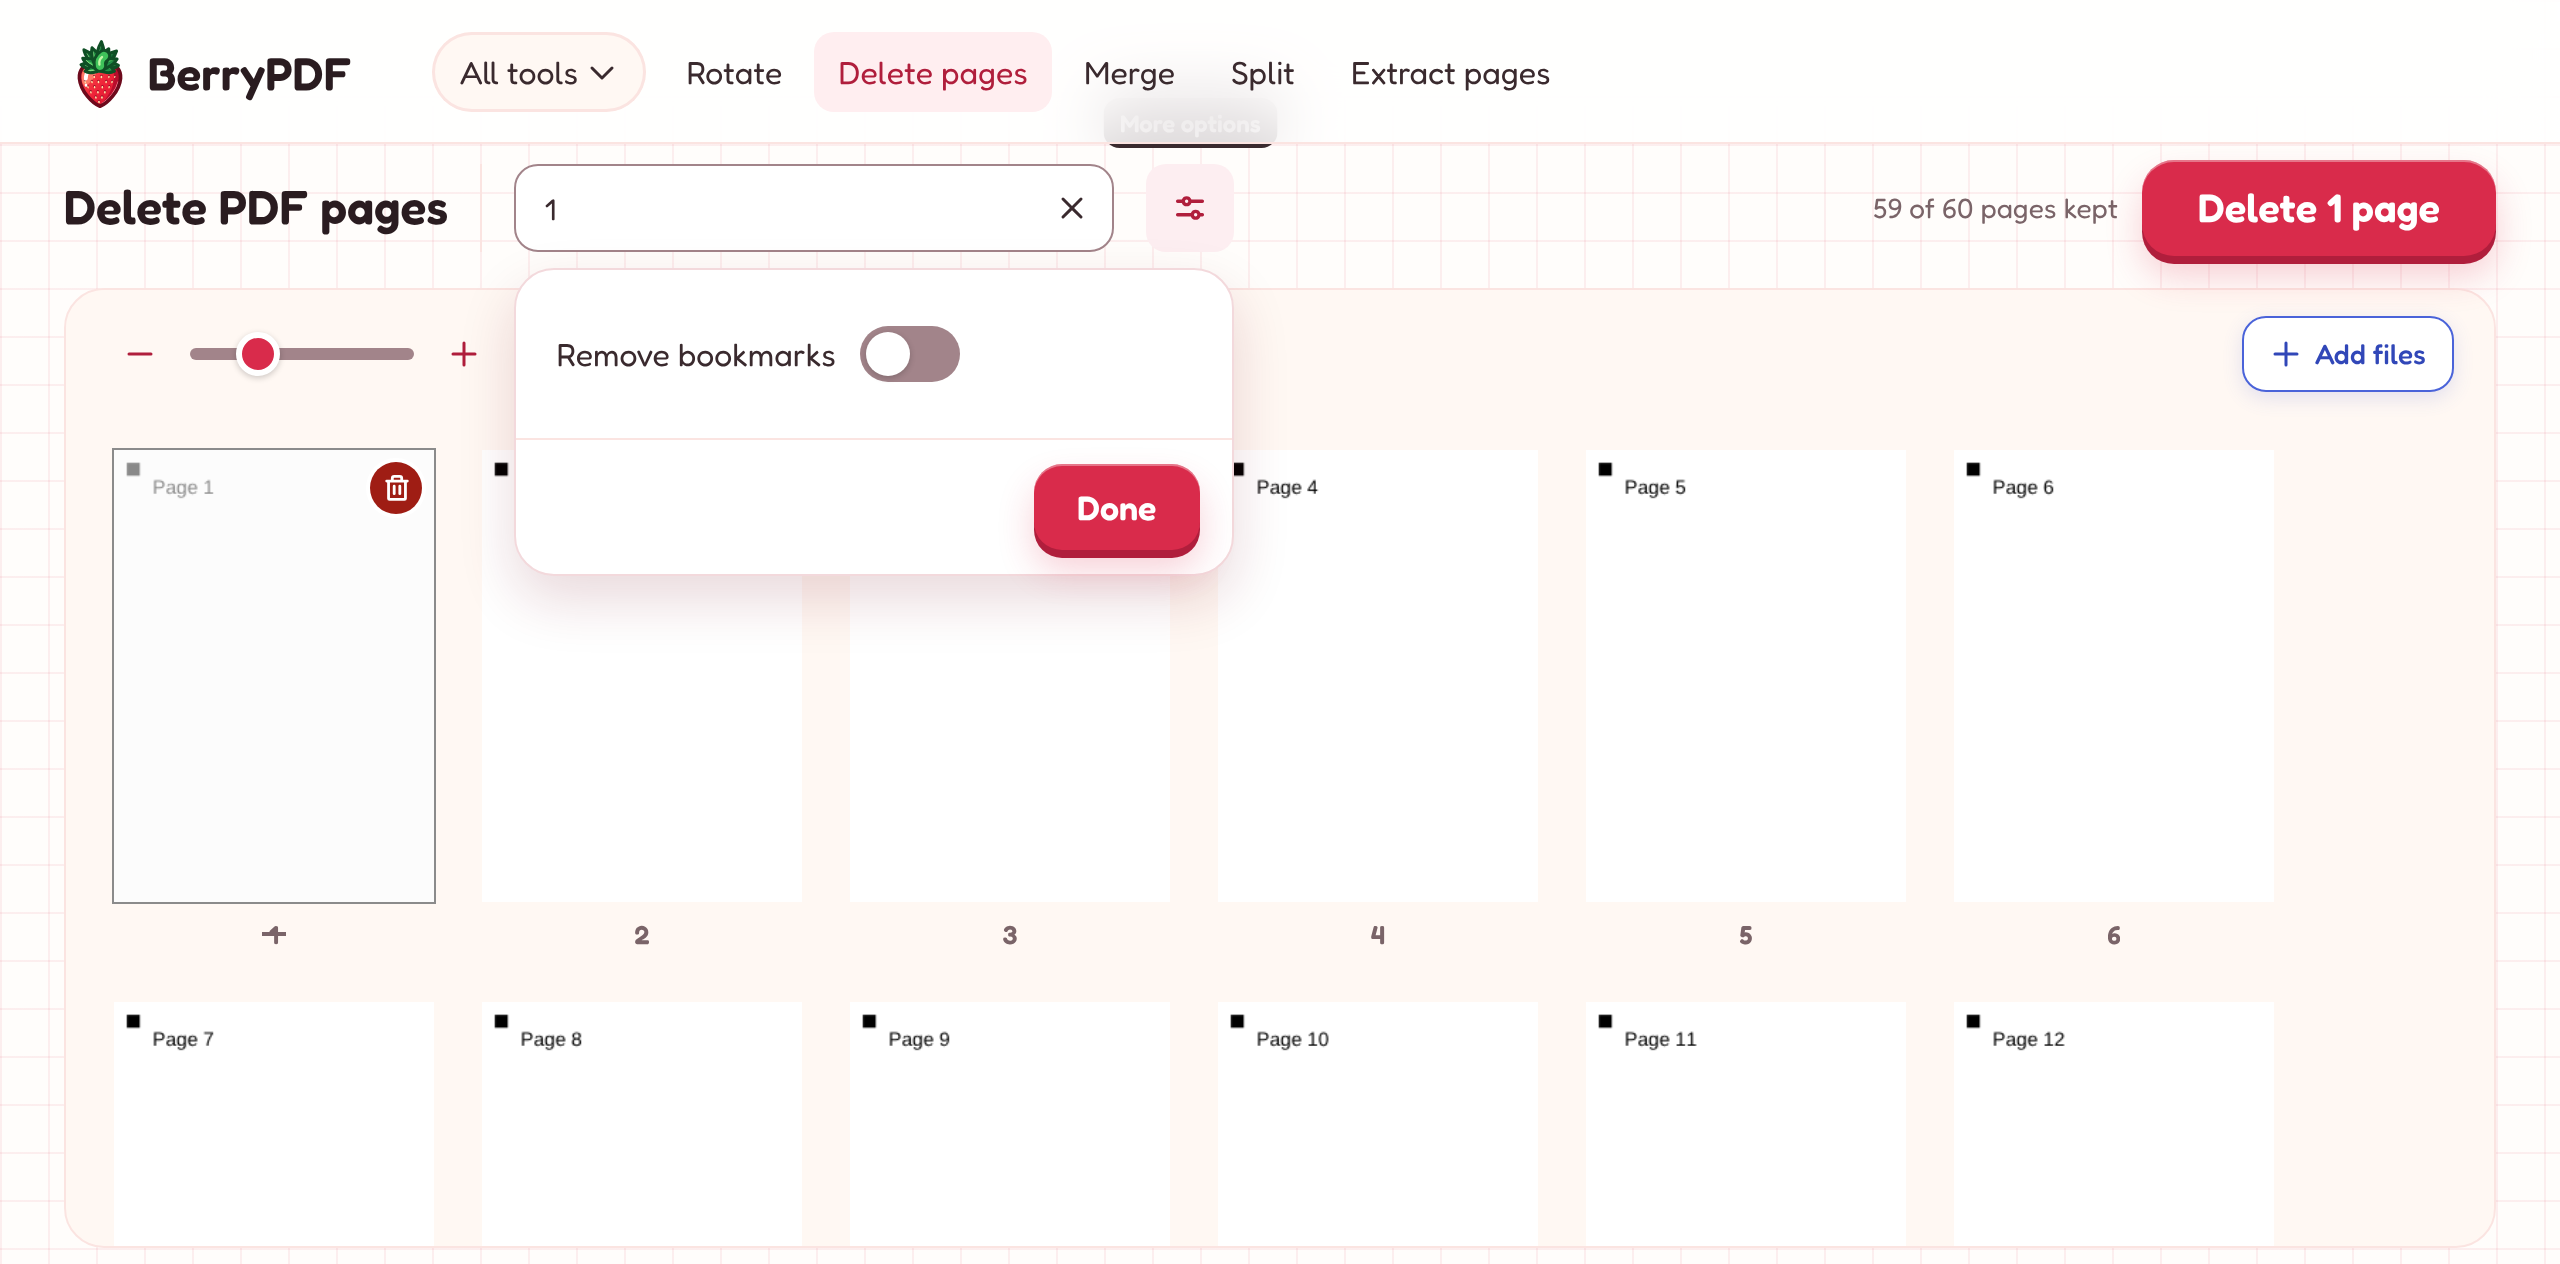 BerryPDF
All tools
Rotate
Delete pages
Merge
Split
Extract pages
More options
Delete PDF pages
1
59 of 60 pages kept
Delete 1 page
Remove bookmarks
Add files
Done
Page 1
Page 4
Page 5
Page 6
1
2
3
4
5
6
Page 7
Page 8
Page 9
Page 10
Page 11
Page 12